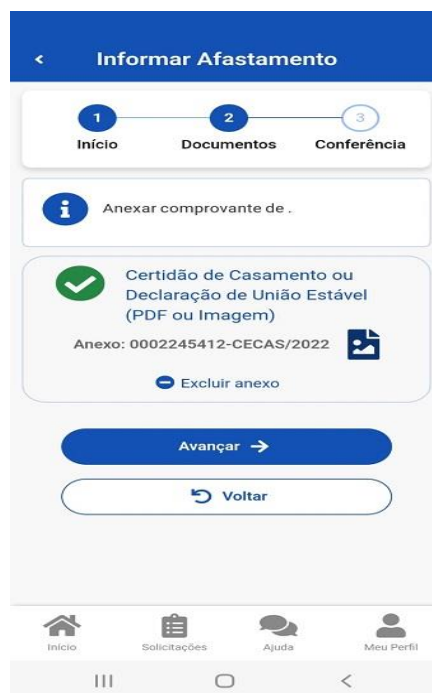 Informar Afastamento
1
2
3
Início
Documentos
Conferência
i
Anexar comprovante de .
Certidão de Casamento ou
Declaração de União Estável
(PDF ou Imagem)
Anexo: 0002245412-CECAS/2022
Excluir anexo
Avançar
Voltar
Início
Solicitações
Ajuda
Meu Perfil